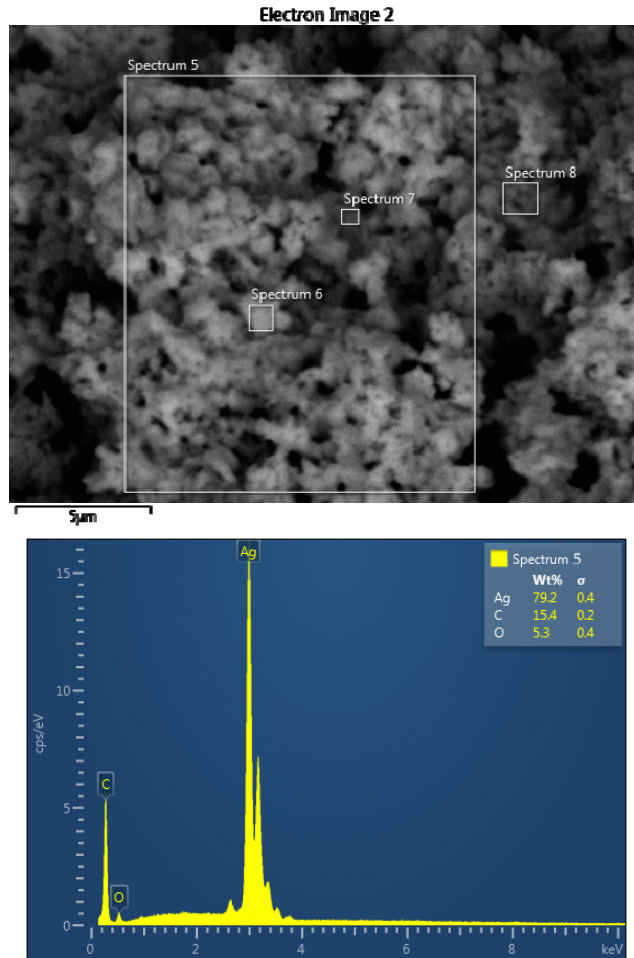 Electron Image 2
Spectrum 5
Spectrum 8
Spectrum 7
Spectrum 6
5μm
Ag
Spectrum 5
Wt% σ
Ag 79.2 0.4
C 15.4 0.2
O 5.3 0.4
15
10
cps/eV
C
5
O
0
0 2 4 6 8 keV